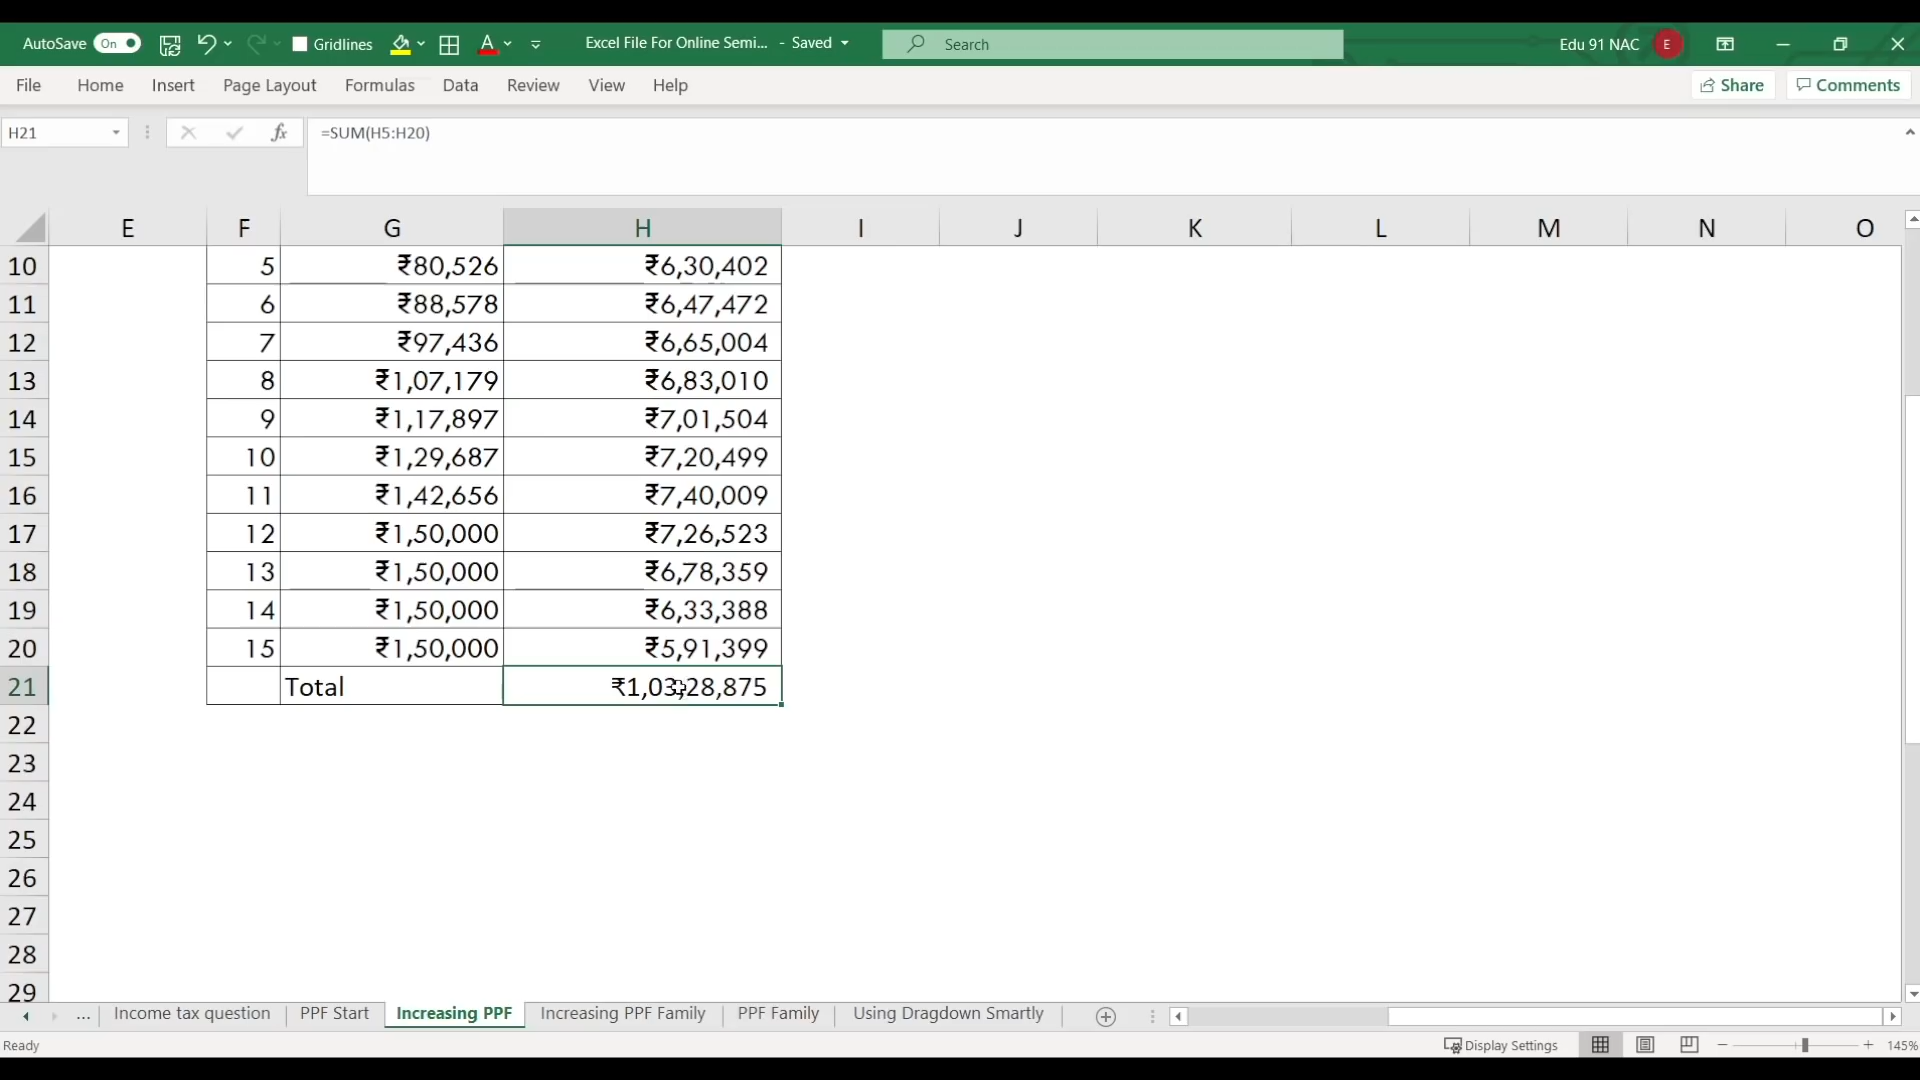 AutoSave On Gridlines A Excel File For Online Semi... - Saved Search Edu 91 NAC E
File Home Insert Page Layout Formulas Data Review View Help Share Comments
H21 fx =SUM(H5:H20)
E F G H I J K L M N O
10 5 ₹80,526 ₹6,30,402
11 6 ₹88,578 ₹6,47,472
12 7 ₹97,436 ₹6,65,004
13 8 ₹1,07,179 ₹6,83,010
14 9 ₹1,17,897 ₹7,01,504
15 10 ₹1,29,687 ₹7,20,499
16 11 ₹1,42,656 ₹7,40,009
17 12 ₹1,50,000 ₹7,26,523
18 13 ₹1,50,000 ₹6,78,359
19 14 ₹1,50,000 ₹6,33,388
20 15 ₹1,50,000 ₹5,91,399
21 Total ₹1,03,28,875
22
23
24
25
26
27
28
29
... Income tax question PPF Start Increasing PPF Increasing PPF Family PPF Family Using Dragdown Smartly
Ready Display Settings 145%